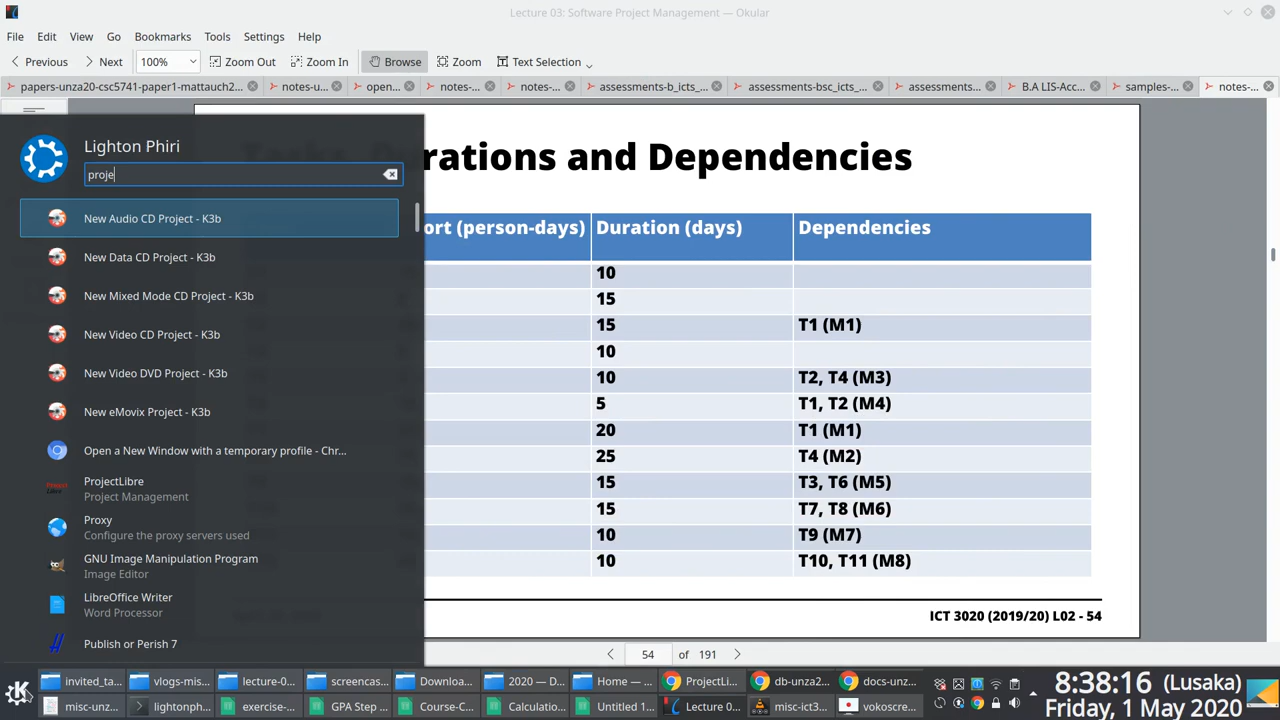 Lecture 03: Software Project Management — Okular
File Edit View Go Bookmarks Tools Settings Help
Previous Next 100% Zoom Out Zoom In Browse Zoom Text Selection
papers-unza20-csc5741-paper1-mattauch2... notes-u... open... notes-... notes-... assessments-b_icts_... assessments-bsc_icts_... assessments... B.A LIS-Acc... samples-... notes-...
Lighton Phiri
proje
New Audio CD Project - K3b
New Data CD Project - K3b
New Mixed Mode CD Project - K3b
New Video CD Project - K3b
New Video DVD Project - K3b
New eMovix Project - K3b
Open a New Window with a temporary profile - Chr...
ProjectLibre
Project Management
Proxy
Configure the proxy servers used
GNU Image Manipulation Program
Image Editor
LibreOffice Writer
Word Processor
Publish or Perish 7
rations and Dependencies
ort (person-days) Duration (days) Dependencies
10
15
15 T1 (M1)
10
10 T2, T4 (M3)
5 T1, T2 (M4)
20 T1 (M1)
25 T4 (M2)
15 T3, T6 (M5)
15 T7, T8 (M6)
10 T9 (M7)
10 T10, T11 (M8)
ICT 3020 (2019/20) L02 - 54
54 of 191
invited_ta... vlogs-mis... lecture-0... screencas... Downloa... 2020 — D... Home —... ProjectLi... db-unza2... docs-unz...
misc-unz... lightonph... exercise-... GPA Step ... Course-C... Calculatio... Untitled 1... Lecture 0... misc-ict3... vokoscre...
8:38:16 (Lusaka)
Friday, 1 May 2020